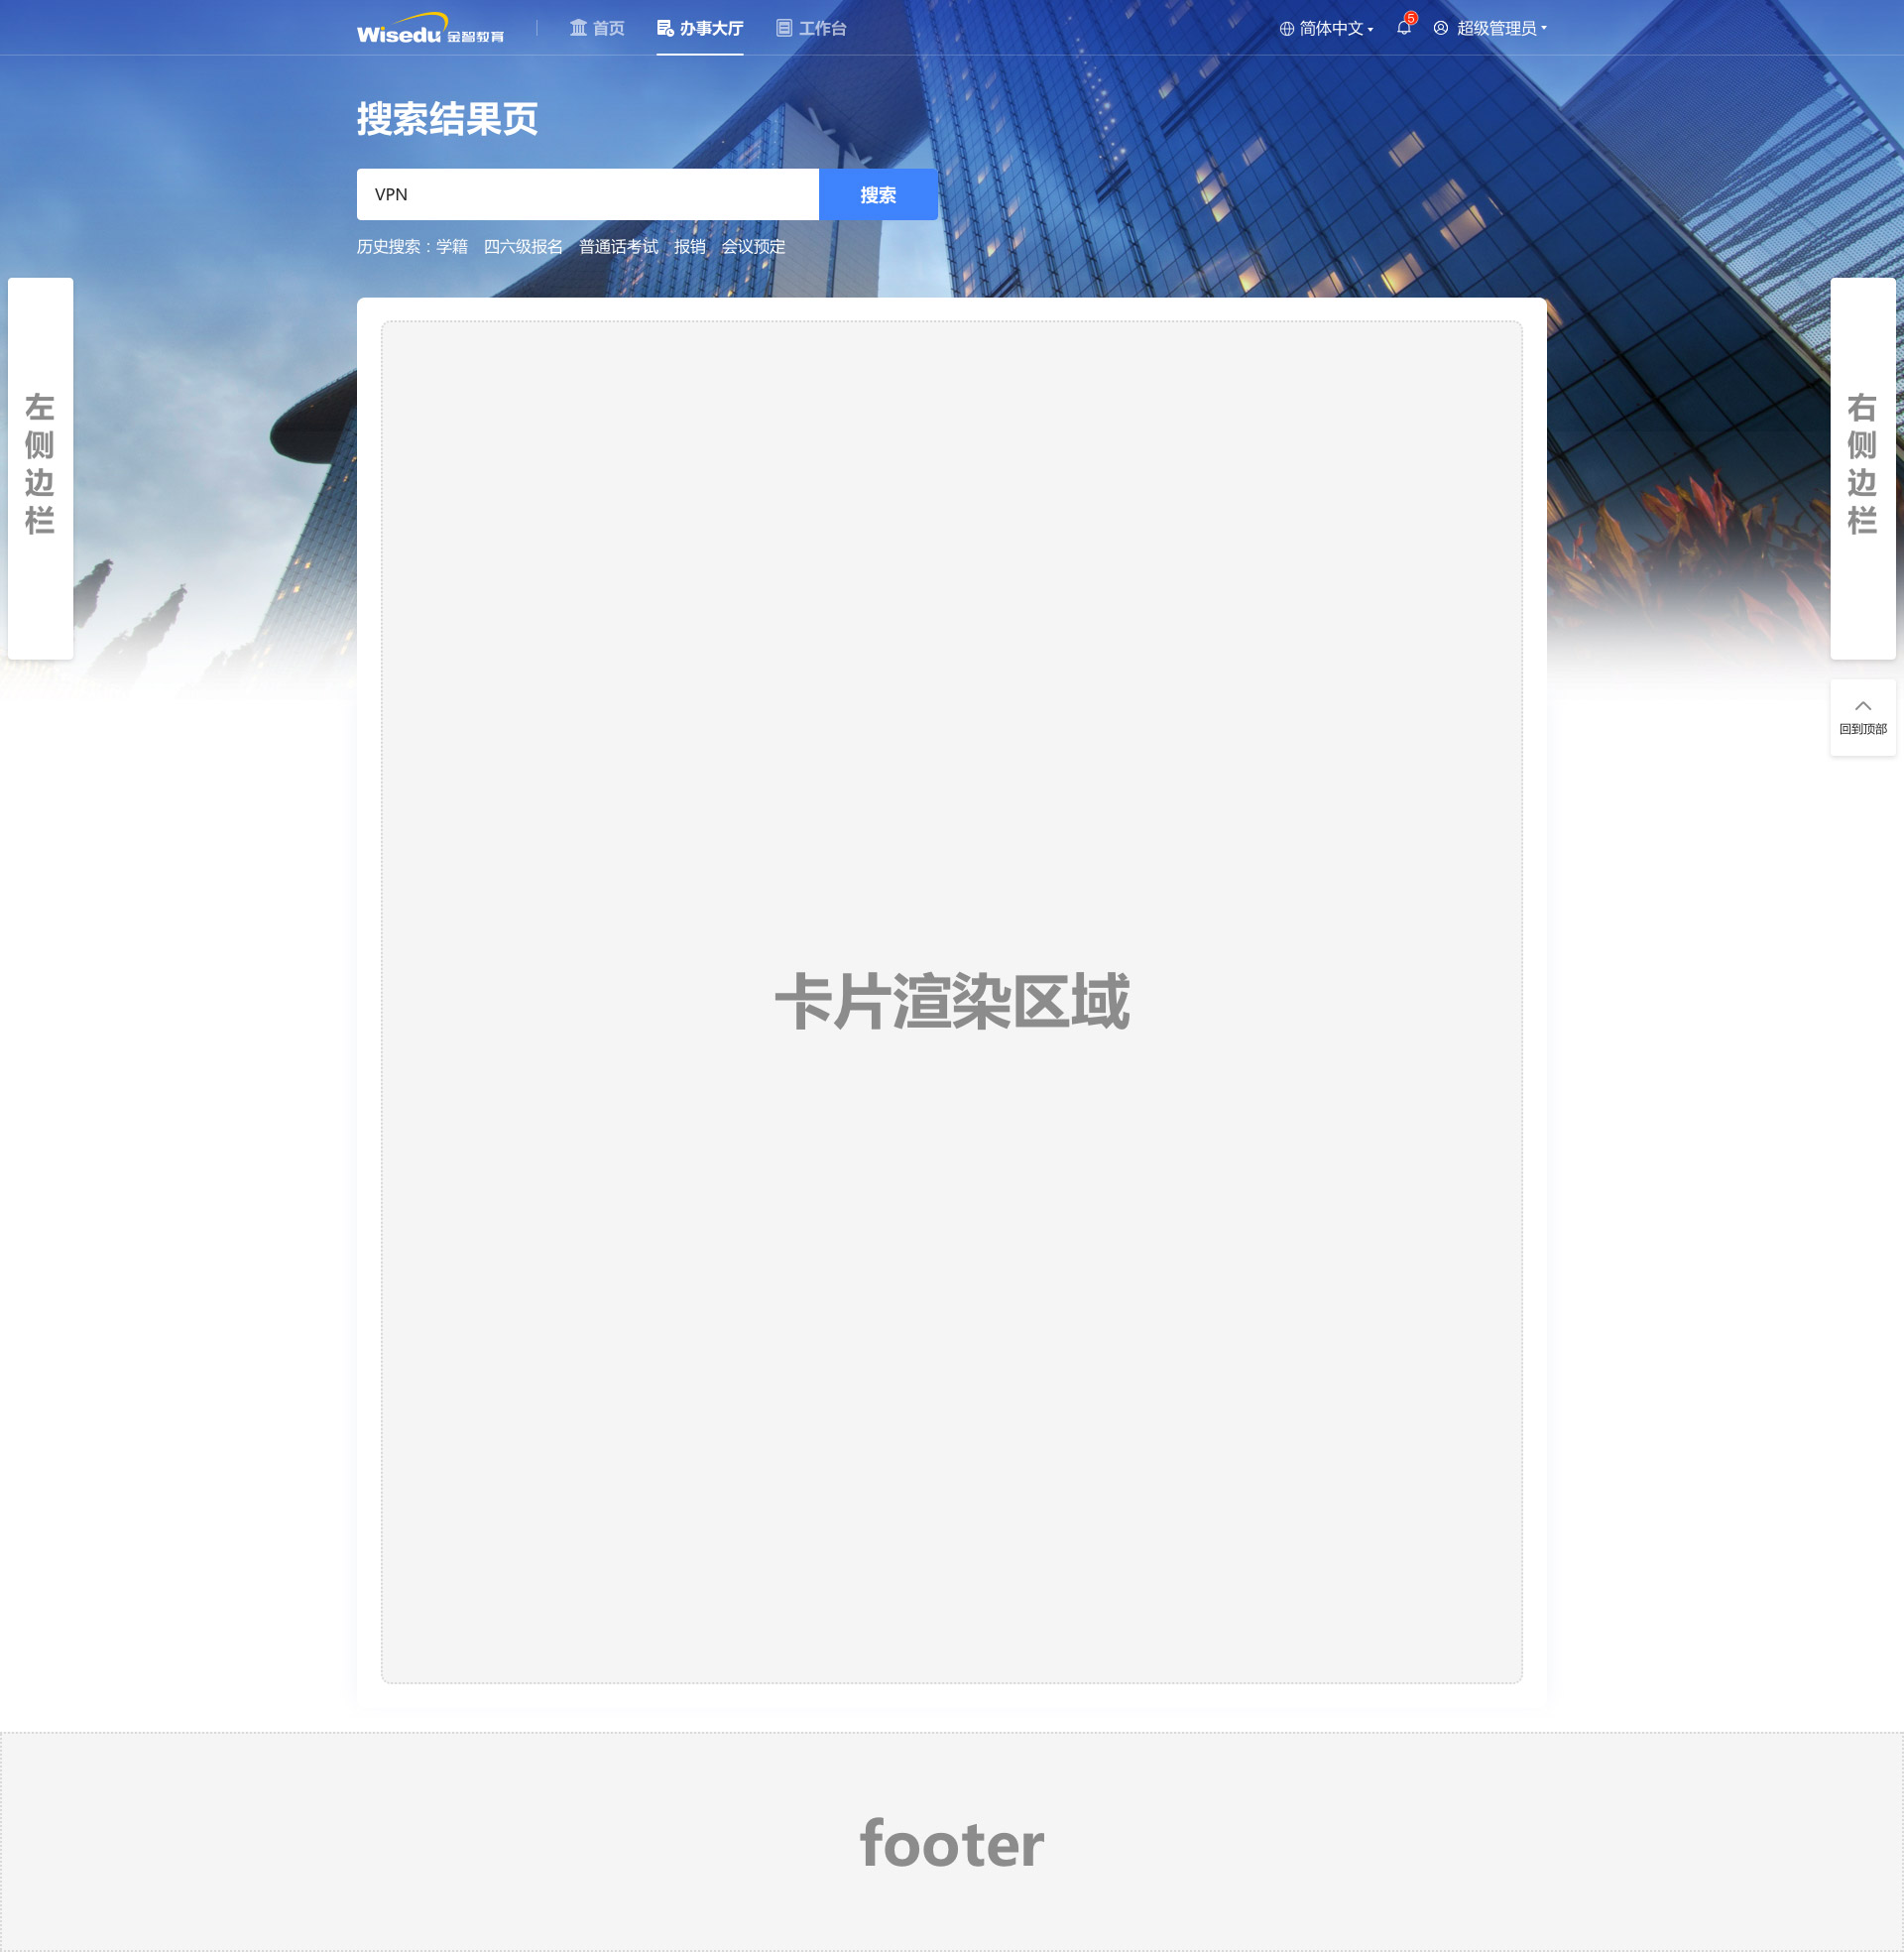 Wisedu 金智教育 首页 办事大厅 工作台 简体中文 5 超级管理员
搜索结果页
VPN 搜索
历史搜索：学籍 四六级报名 普通话考试 报销 会议预定
左侧边栏
右侧边栏
回到顶部
卡片渲染区域
footer